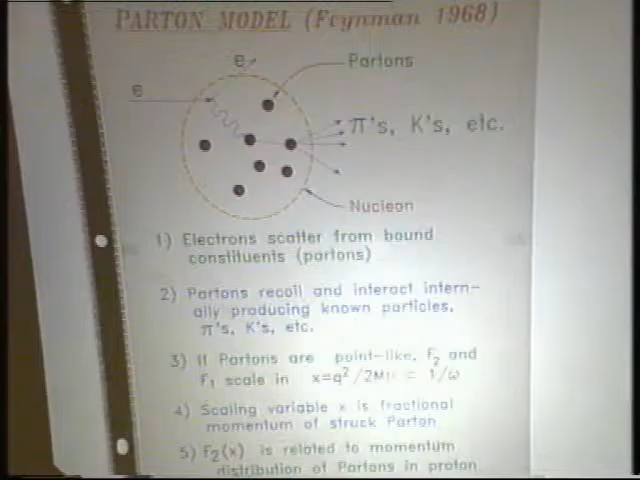 PARTON MODEL (Feynman 1968)
e'
Partons
e
π's, K's, etc.
Nucleon
1) Electrons scatter from bound
constituents (partons)
2) Partons recoil and interact intern-
ally producing known particles,
π's, K's, etc.
3) If Partons are point-like, F₂ and
F₁ scale in x=q²/2Mν = 1/ω
4) Scaling variable x is fractional
momentum of struck Parton
5) F₂(x) is related to momentum
distribution of Partons in proton